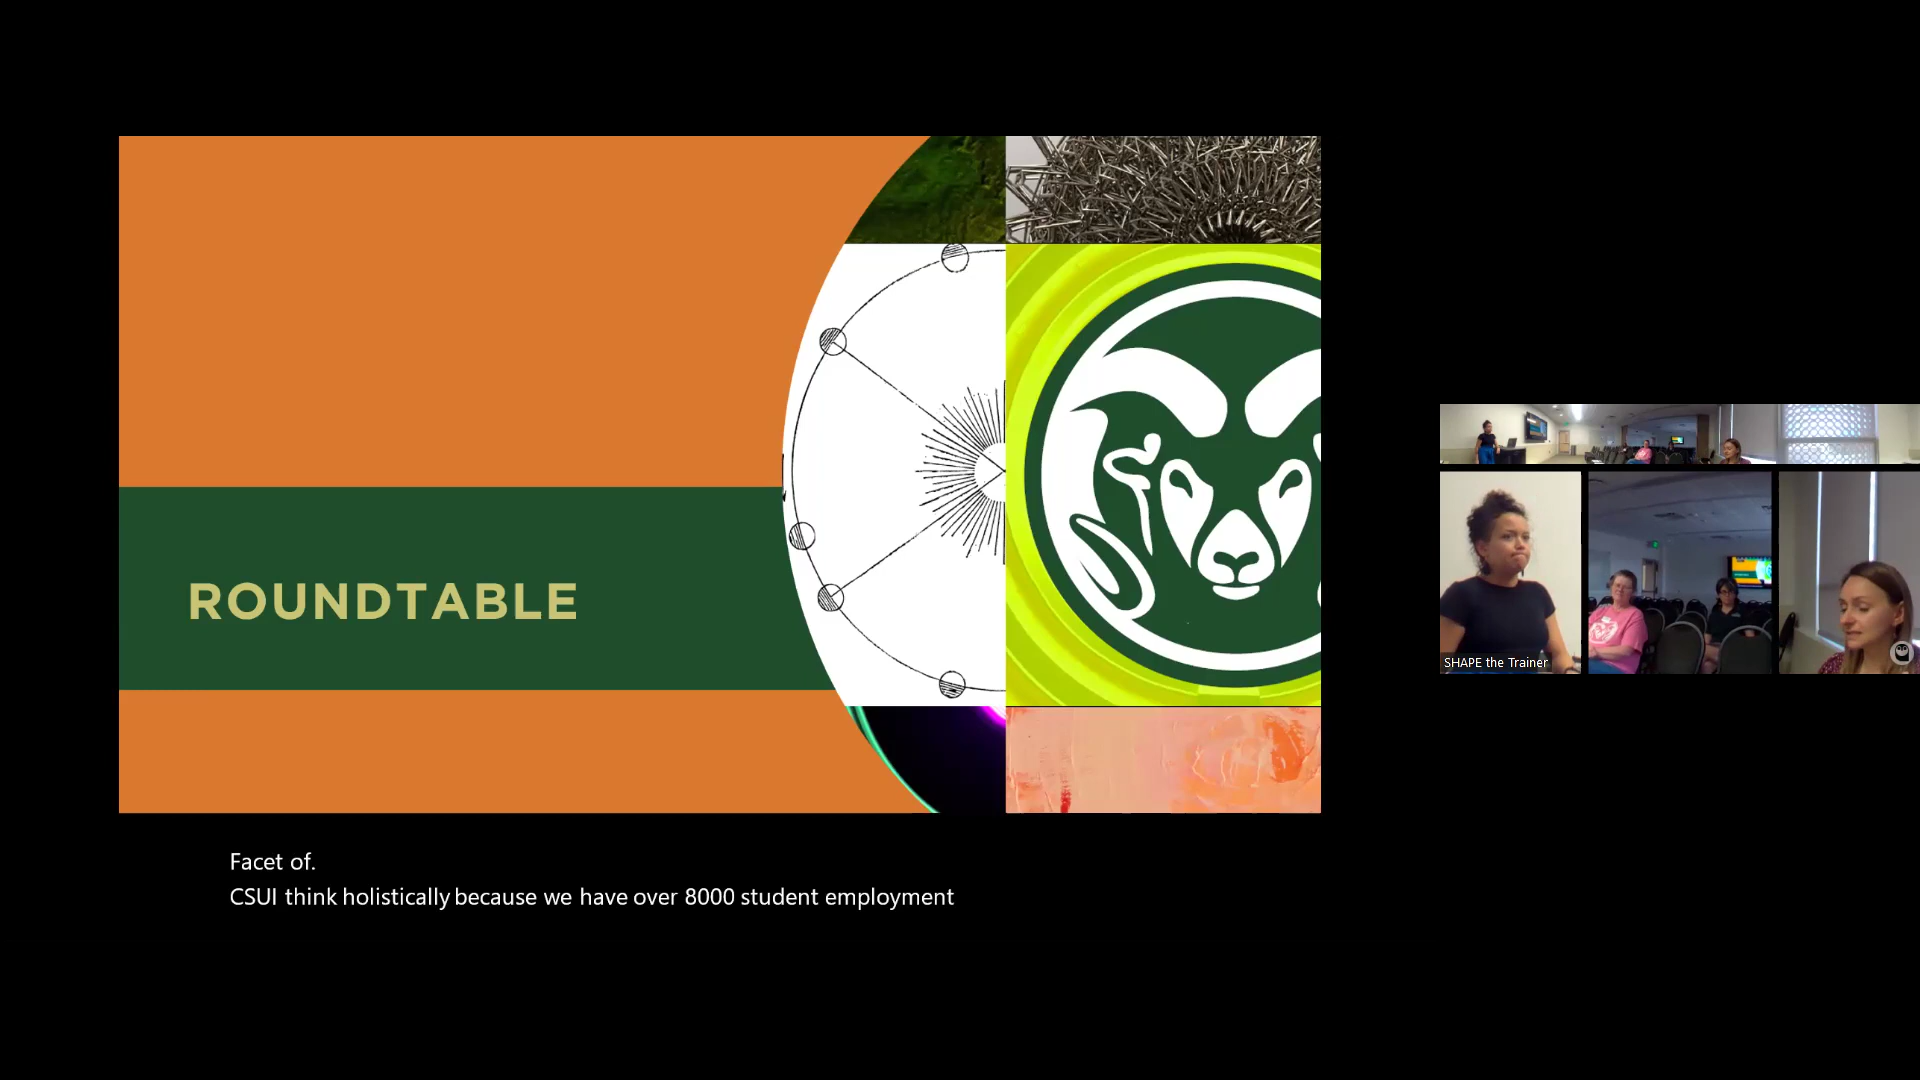 ROUNDTABLE
SHAPE the Trainer
Facet of.
CSUI think holistically because we have over 8000 student employment